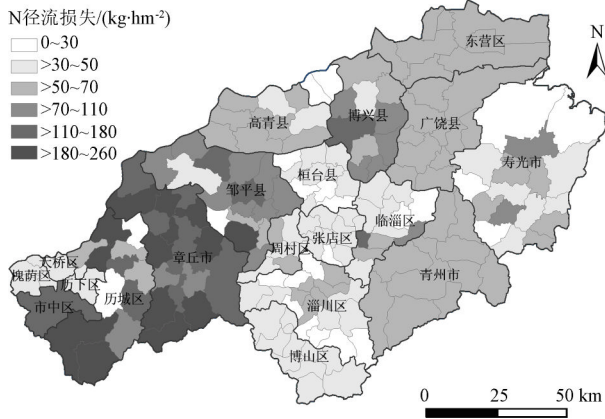 N径流损失/(kg·hm⁻²)
0~30
>30~50
>50~70
>70~110
>110~180
>180~260
N
东营区
高青县
博兴县
广饶县
寿光市
桓台县
邹平县
临淄区
周村区
张店区
章丘市
天桥区
槐荫区
历下区
市中区
历城区
淄川区
青州市
博山区
0 25 50 km